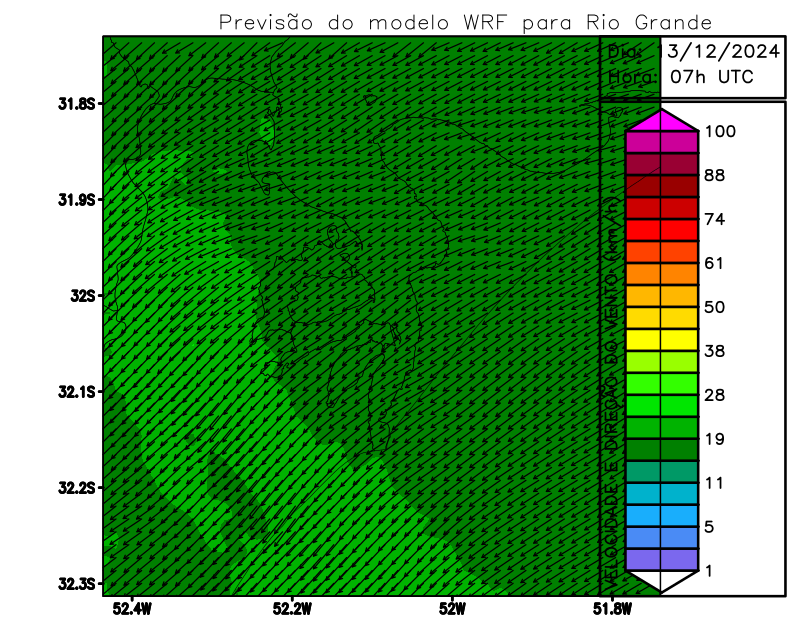 Previsão do modelo WRF para Rio Grande
Dia: 13/12/2024
Hora: 07h UTC
31.8S
31.9S
32S
32.1S
32.2S
32.3S
52.4W
52.2W
52W
51.8W
VELOCIDADE E DIREÇÃO DO VENTO (km/h)
100
88
74
61
50
38
28
19
11
5
1